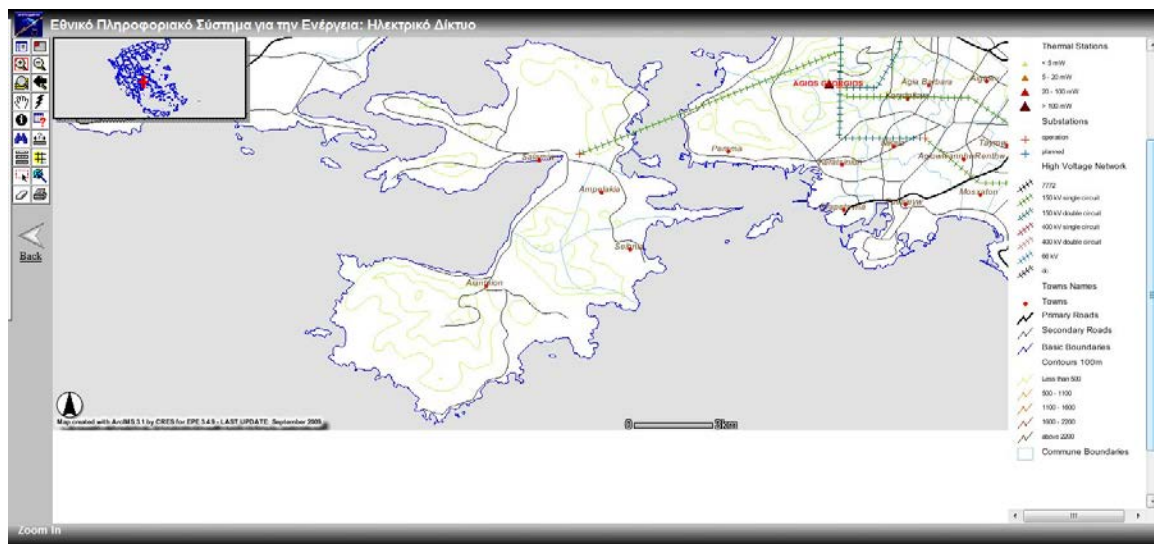 Εθνικό Πληροφοριακό Σύστημα για την Ενέργεια: Ηλεκτρικό Δίκτυο
Thermal Stations
< 5 mW
5 - 20 mW
20 - 100 mW
> 100 mW
Substations
operation
planned
High Voltage Network
150 kV single circuit
150 kV double circuit
400 kV single circuit
400 kV double circuit
66 kV
dc
Towns Names
Towns
Primary Roads
Secondary Roads
Basic Boundaries
Contours 100m
Less than 500
500 - 1100
1100 - 1600
1600 - 2200
above 2200
Commune Boundaries
AGIOS GEORGIOS
Agia Barbara
Perama
Ampelakia
Selinia
Aianteion
Mosxaton
Back
Map created with ArcIMS 3.1 by CRES for EPE 3.4.5 - LAST UPDATE: September 2005
0 3km
Zoom In